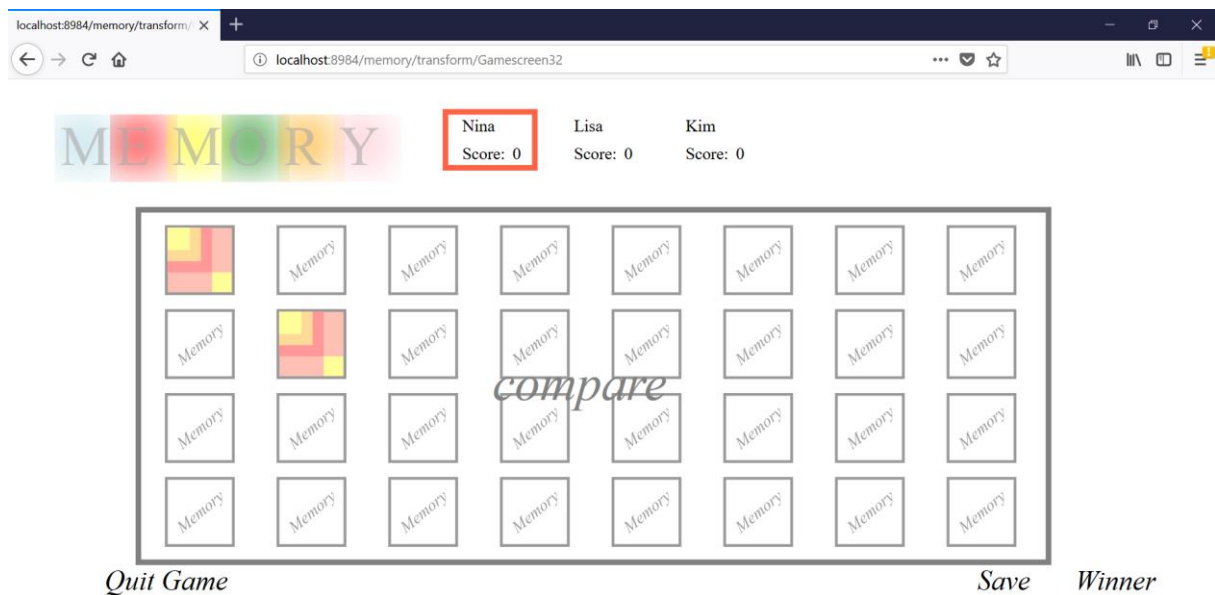 localhost:8984/memory/transform/
localhost:8984/memory/transform/Gamescreen32
MEMORY
Nina Lisa Kim
Score: 0 Score: 0 Score: 0
Memory Memory Memory Memory Memory Memory Memory
Memory Memory Memory Memory Memory Memory Memory
compare
Memory Memory Memory Memory Memory Memory Memory Memory
Memory Memory Memory Memory Memory Memory Memory Memory
Quit Game Save Winner